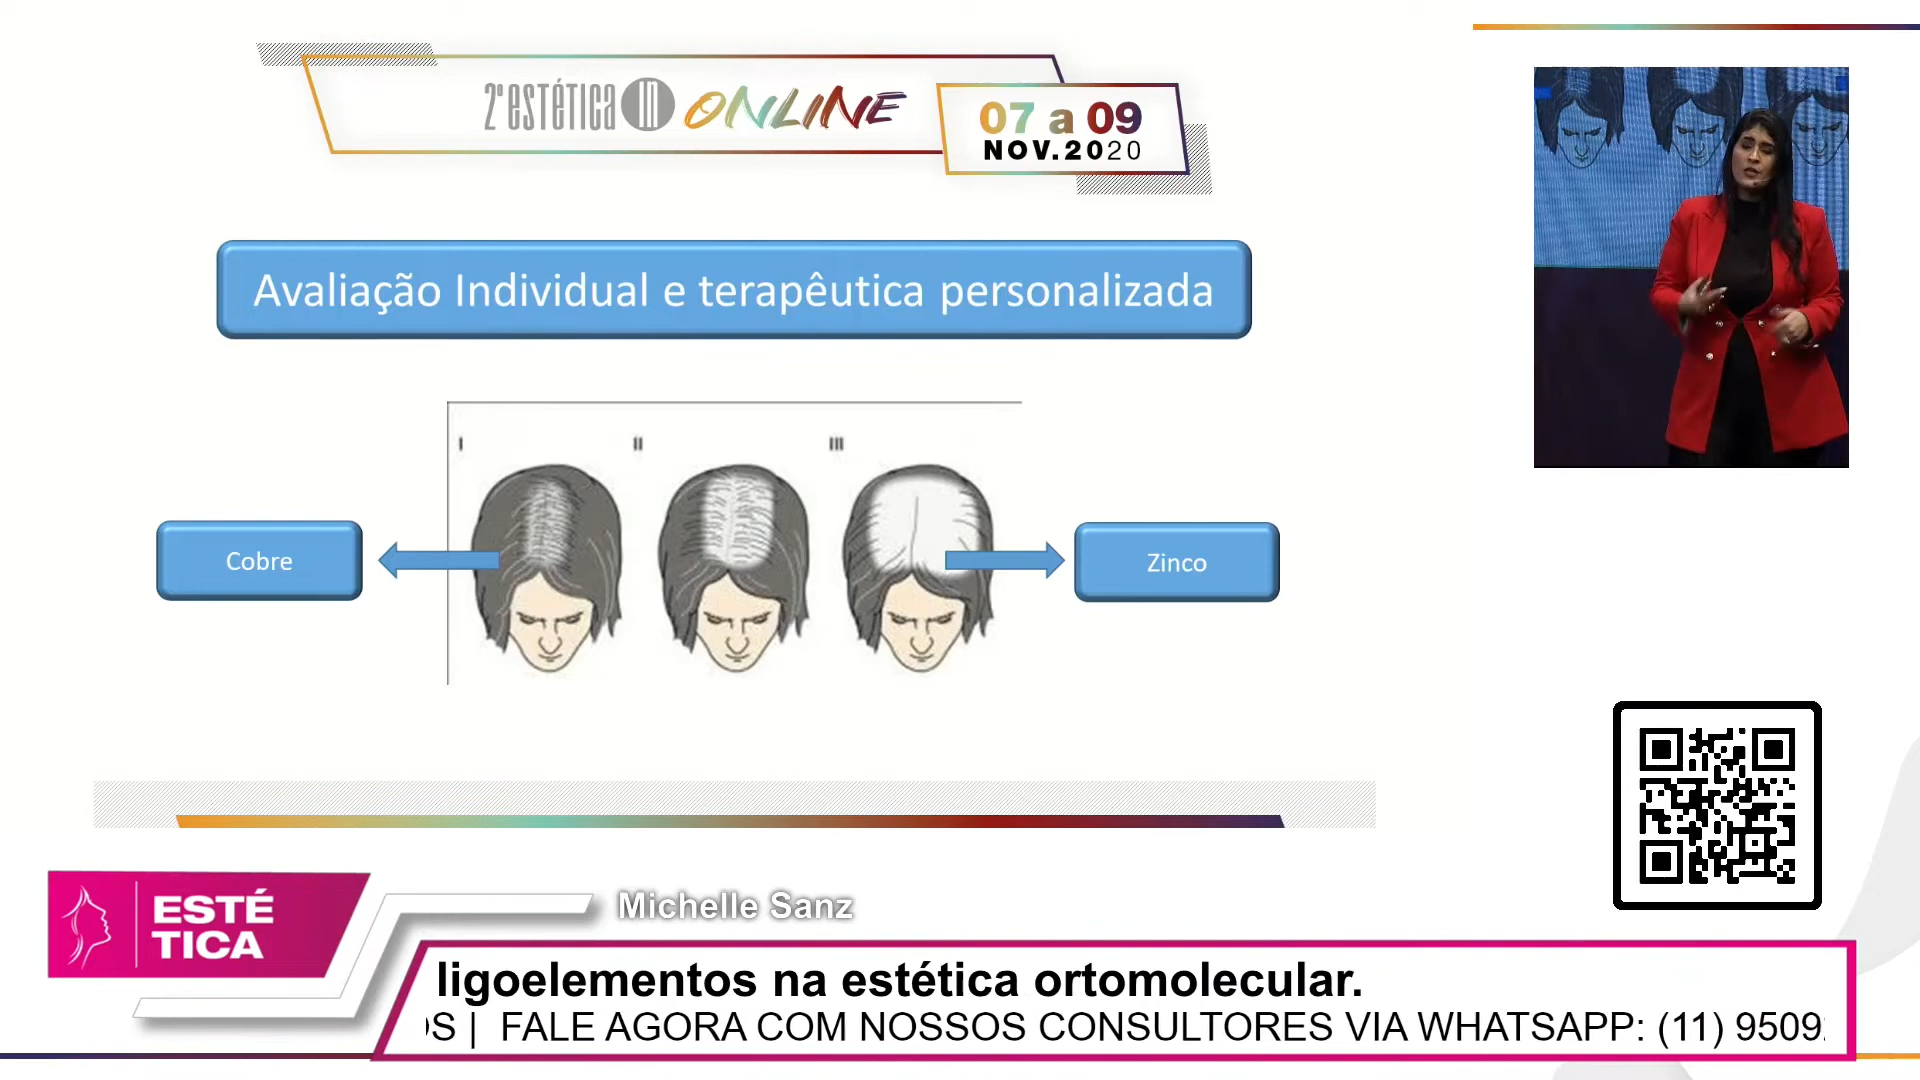 2ª estética IN ONLINE
07 a 09
NOV.2020
Avaliação Individual e terapêutica personalizada
I II III
Cobre
Zinco
ESTÉ
TICA
Michelle Sanz
ligoelementos na estética ortomolecular.
OS | FALE AGORA COM NOSSOS CONSULTORES VIA WHATSAPP: (11) 9509